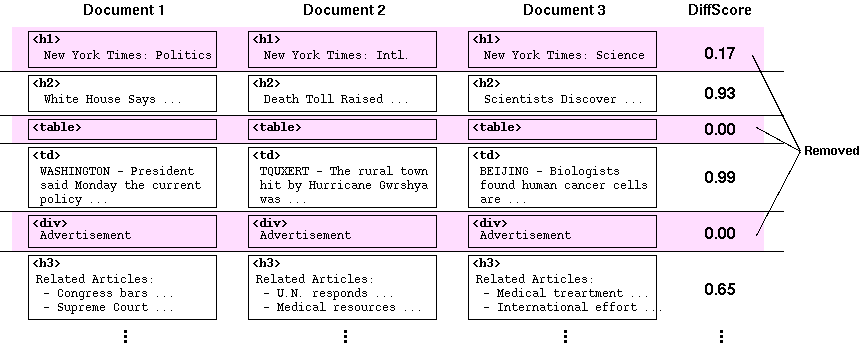 Document 1 Document 2 Document 3 DiffScore
<h1> <h1> <h1>
New York Times: Politics New York Times: Intl. New York Times: Science 0.17
<h2> <h2> <h2>
White House Says ... Death Toll Raised ... Scientists Discover ... 0.93
<table> <table> <table> 0.00
Removed
<td> <td> <td>
WASHINGTON - President TQUXERT - The rural town BEIJING - Biologists
said Monday the current hit by Hurricane Gwrshya found human cancer cells 0.99
policy ... was ... are ...
<div> <div> <div>
Advertisement Advertisement Advertisement 0.00
<h3> <h3> <h3>
Related Articles: Related Articles: Related Articles:
- Congress bars ... - U.N. responds ... - Medical treartment ... 0.65
- Supreme Court ... - Medical resources ... - International effort ...